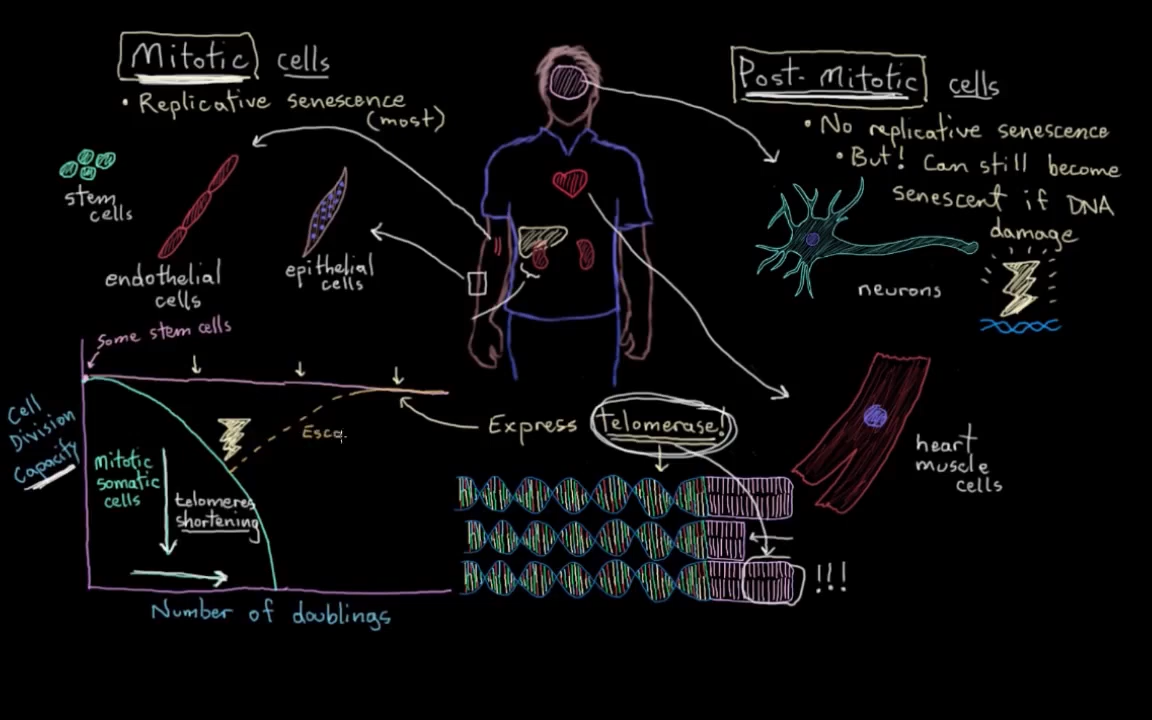 Mitotic cells
• Replicative senescence
(most)
stem
cells
endothelial
cells
epithelial
cells
Post-Mitotic cells
• No replicative senescence
• But! Can still become
senescent if DNA
damage
neurons
heart
muscle
cells
some stem cells
Cell
Division
Capacity
Mitotic
somatic
cells
telomeres
shortening
Esca
Number of doublings
Express telomerase!
!!!